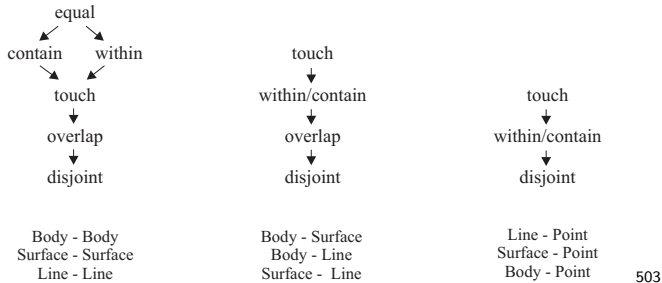 equal
contain within
touch
overlap
disjoint
Body - Body
Surface - Surface
Line - Line
touch
within/contain
overlap
disjoint
Body - Surface
Body - Line
Surface - Line
touch
within/contain
disjoint
Line - Point
Surface - Point
Body - Point
503